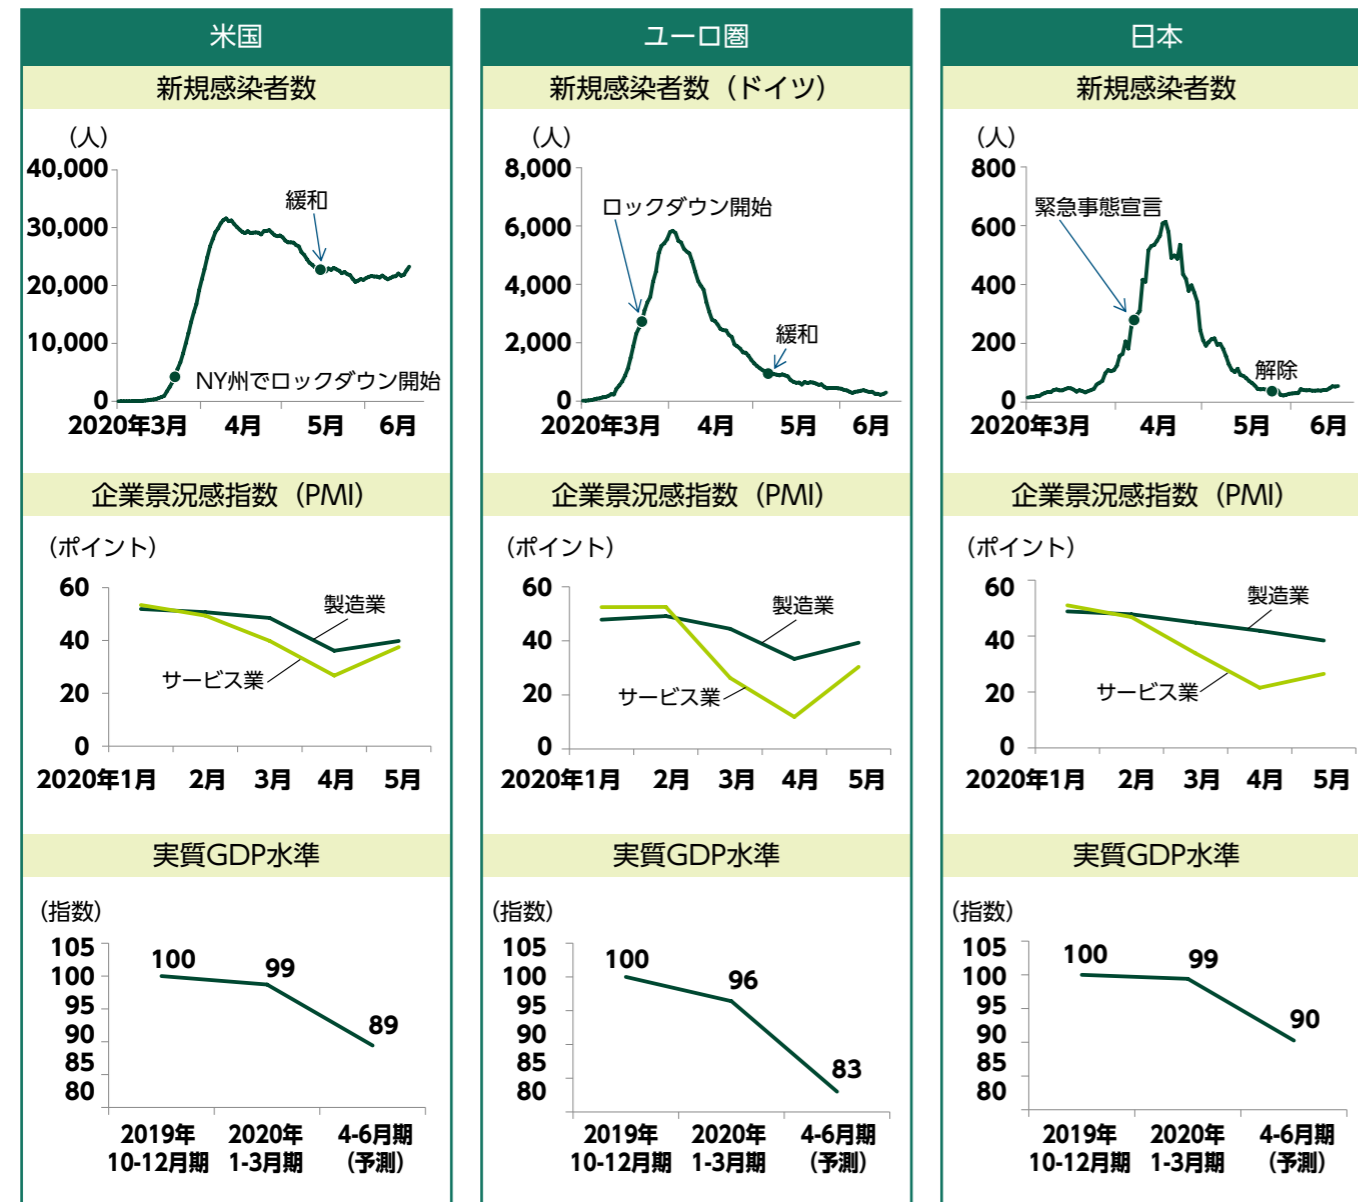 米国
新規感染者数
（人）
40,000
30,000
20,000
10,000
0
緩和
NY州でロックダウン開始
2020年3月 4月 5月 6月
企業景況感指数（PMI）
（ポイント）
60
40
20
0
製造業
サービス業
2020年1月 2月 3月 4月 5月
実質GDP水準
（指数）
105
100
95
90
85
80
100
99
89
2019年 2020年 4-6月期
10-12月期 1-3月期 （予測）
ユーロ圏
新規感染者数（ドイツ）
（人）
8,000
6,000
4,000
2,000
0
ロックダウン開始
緩和
2020年3月 4月 5月 6月
企業景況感指数（PMI）
（ポイント）
60
40
20
0
製造業
サービス業
2020年1月 2月 3月 4月 5月
実質GDP水準
（指数）
105
100
95
90
85
80
100
96
83
2019年 2020年 4-6月期
10-12月期 1-3月期 （予測）
日本
新規感染者数
（人）
800
600
400
200
0
緊急事態宣言
解除
2020年3月 4月 5月 6月
企業景況感指数（PMI）
（ポイント）
60
40
20
0
製造業
サービス業
2020年1月 2月 3月 4月 5月
実質GDP水準
（指数）
105
100
95
90
85
80
100
99
90
2019年 2020年 4-6月期
10-12月期 1-3月期 （予測）